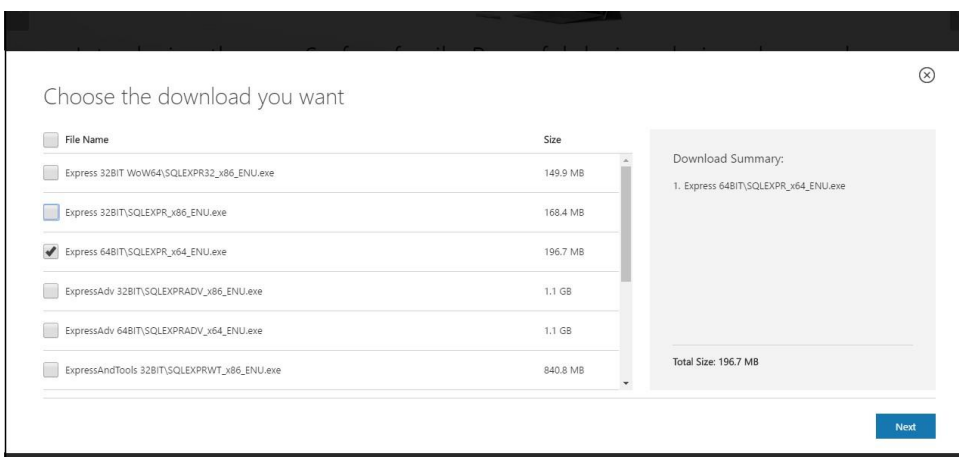 Choose the download you want
File Name Size
Express 32BIT WoW64\SQLEXPR32_x86_ENU.exe 149.9 MB
Express 32BIT\SQLEXPR_x86_ENU.exe 168.4 MB
Express 64BIT\SQLEXPR_x64_ENU.exe 196.7 MB
ExpressAdv 32BIT\SQLEXPRADV_x86_ENU.exe 1.1 GB
ExpressAdv 64BIT\SQLEXPRADV_x64_ENU.exe 1.1 GB
ExpressAndTools 32BIT\SQLEXPRWT_x86_ENU.exe 840.8 MB
Download Summary:
1. Express 64BIT\SQLEXPR_x64_ENU.exe
Total Size: 196.7 MB
Next